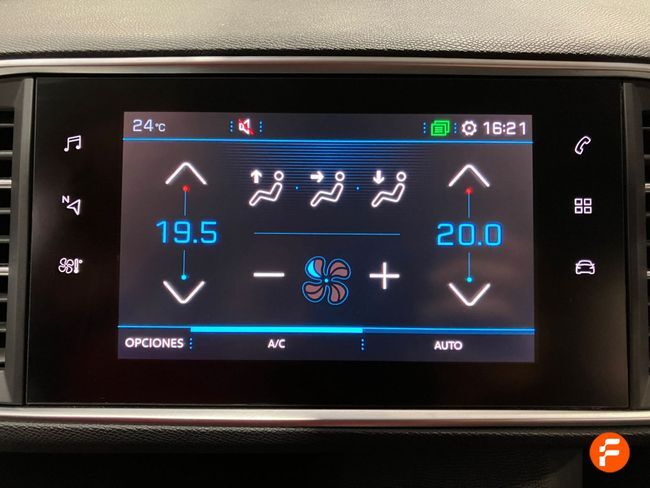 24°C
16:21
N
19.5
20.0
OPCIONES
A/C
AUTO